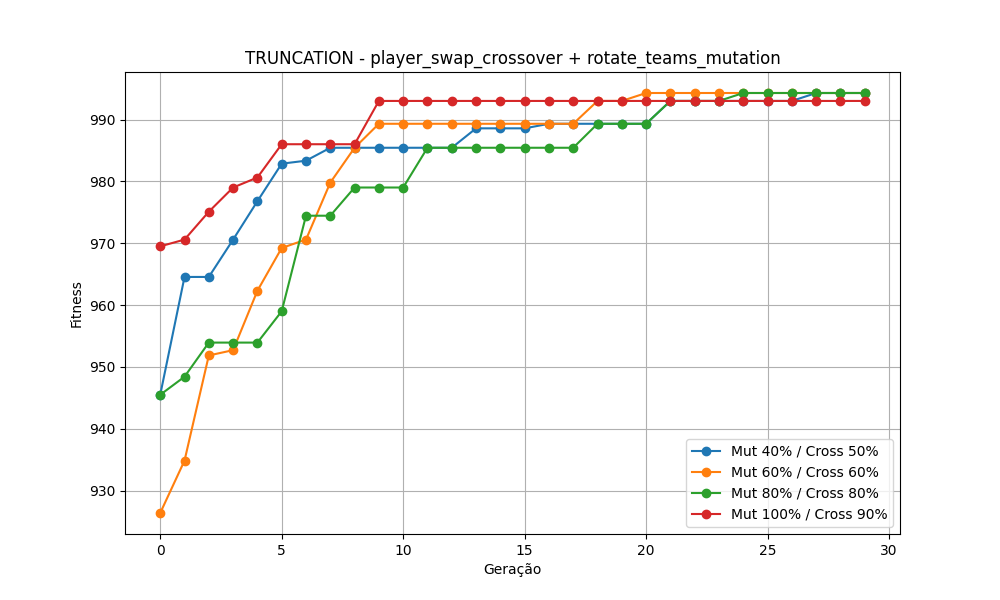 TRUNCATION - player_swap_crossover + rotate_teams_mutation
Fitness
990
980
970
960
950
940
930
0 5 10 15 20 25 30
Geração
Mut 40% / Cross 50%
Mut 60% / Cross 60%
Mut 80% / Cross 80%
Mut 100% / Cross 90%